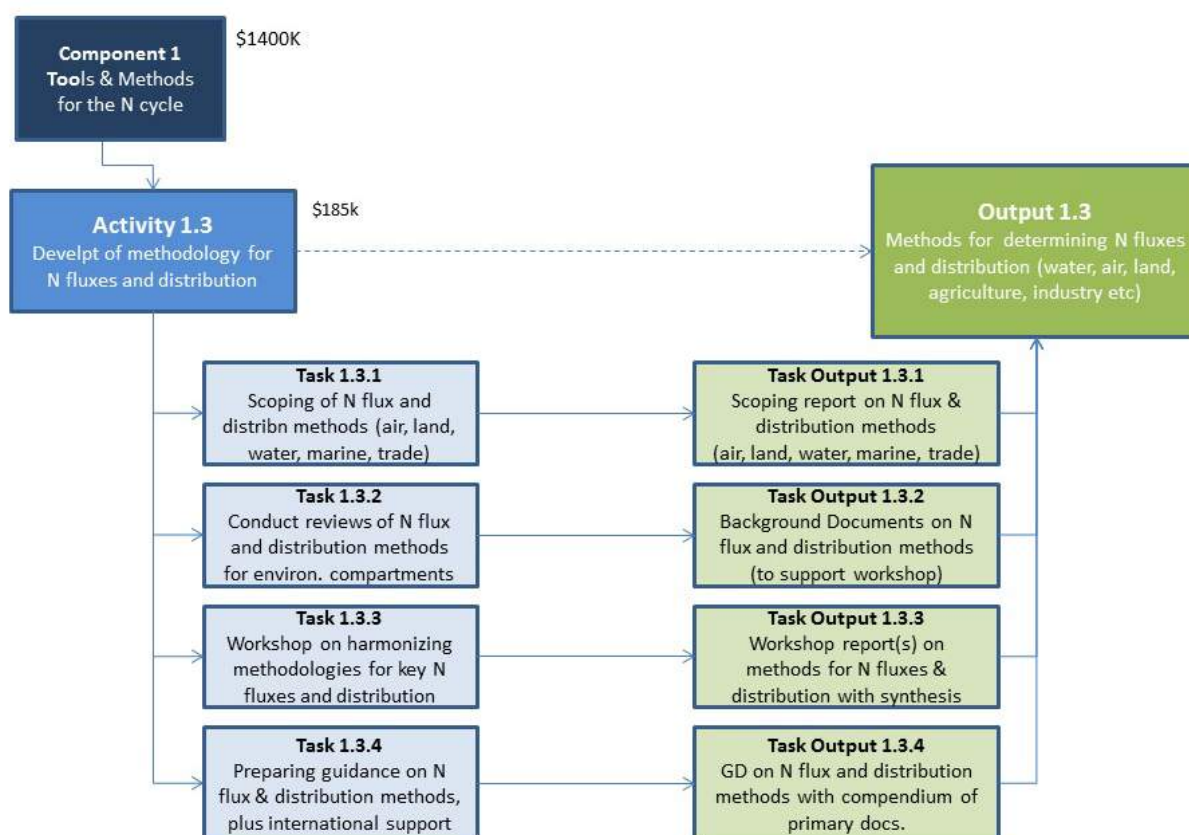 Component 1
Tools & Methods
for the N cycle
$1400K
Activity 1.3
Develpt of methodology for
N fluxes and distribution
$185k
Output 1.3
Methods for determining N fluxes
and distribution (water, air, land,
agriculture, industry etc)
Task 1.3.1
Scoping of N flux and
distribn methods (air, land,
water, marine, trade)
Task Output 1.3.1
Scoping report on N flux &
distribution methods
(air, land, water, marine, trade)
Task 1.3.2
Conduct reviews of N flux
and distribution methods
for environ. compartments
Task Output 1.3.2
Background Documents on N
flux and distribution methods
(to support workshop)
Task 1.3.3
Workshop on harmonizing
methodologies for key N
fluxes and distribution
Task Output 1.3.3
Workshop report(s) on
methods for N fluxes &
distribution with synthesis
Task 1.3.4
Preparing guidance on N
flux & distribution methods,
plus international support
Task Output 1.3.4
GD on N flux and distribution
methods with compendium of
primary docs.